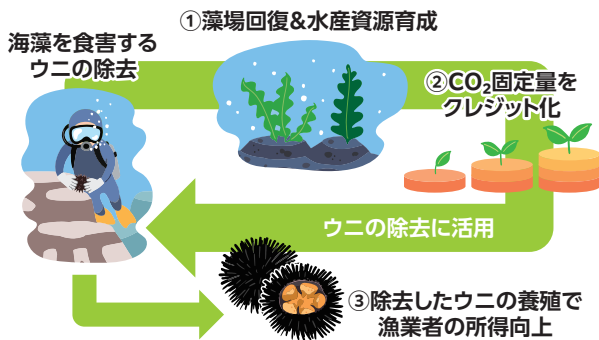 ①藻場回復&水産資源育成
海藻を食害する
ウニの除去
②CO₂固定量を
クレジット化
ウニの除去に活用
③除去したウニの養殖で
漁業者の所得向上